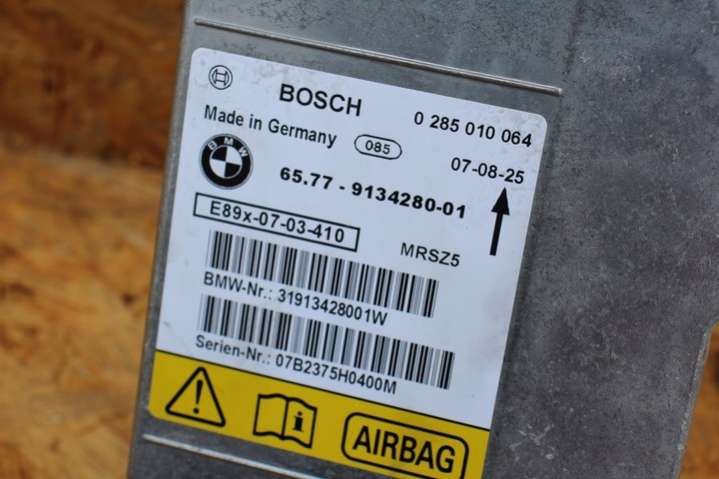 BOSCH 0 285 010 064
Made in Germany 085 07-08-25
BMW 65.77 - 9134280-01
E89x-07-03-410 MRSZ5
BMW-Nr.: 31913428001W
Serien-Nr.: 07B2375H0400M
AIRBAG